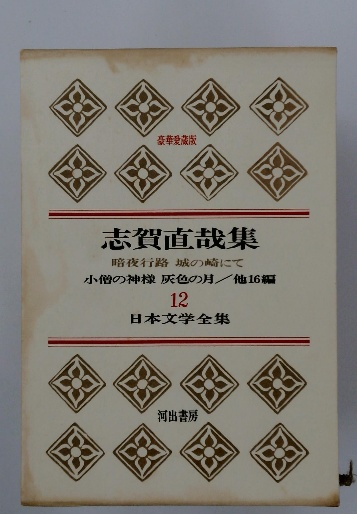 豪華愛蔵版
志賀直哉集
暗夜行路 城の崎にて
小僧の神様 灰色の月／他16編
12
日本文学全集
河出書房